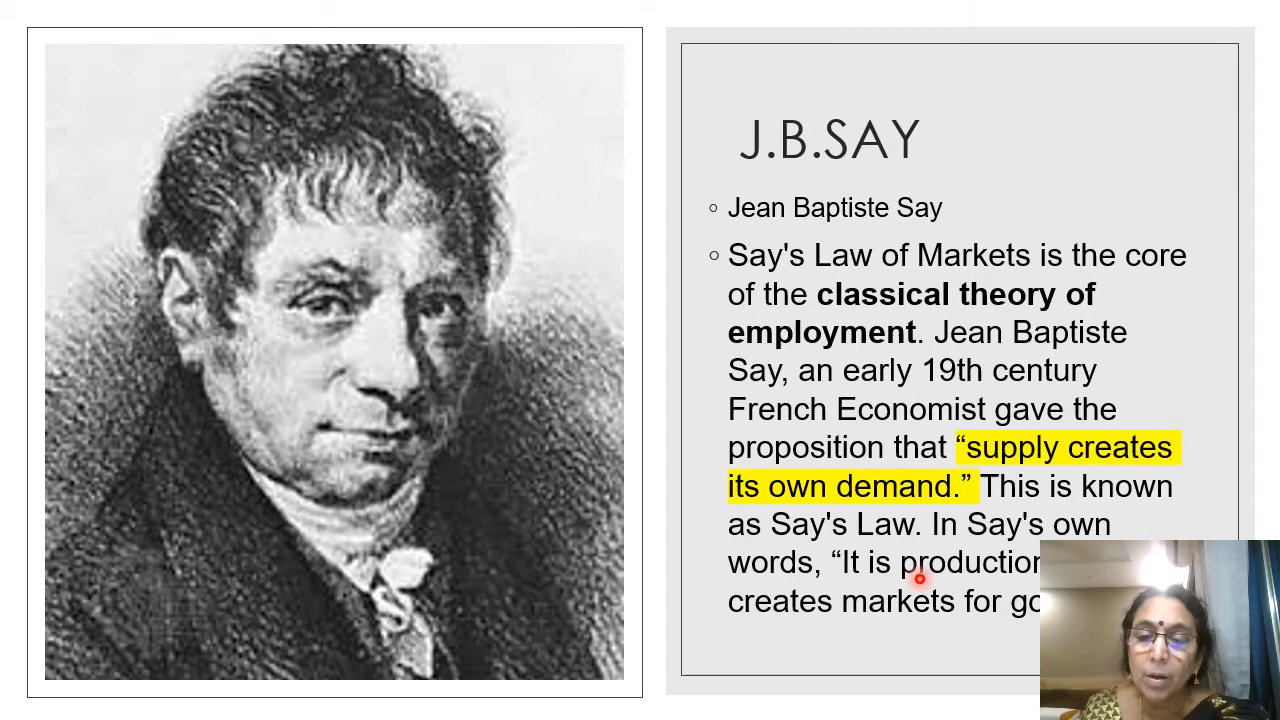 J.B.SAY
Jean Baptiste Say
Say's Law of Markets is the core
of the classical theory of
employment. Jean Baptiste
Say, an early 19th century
French Economist gave the
proposition that “supply creates
its own demand.” This is known
as Say's Law. In Say's own
words, “It is production
creates markets for